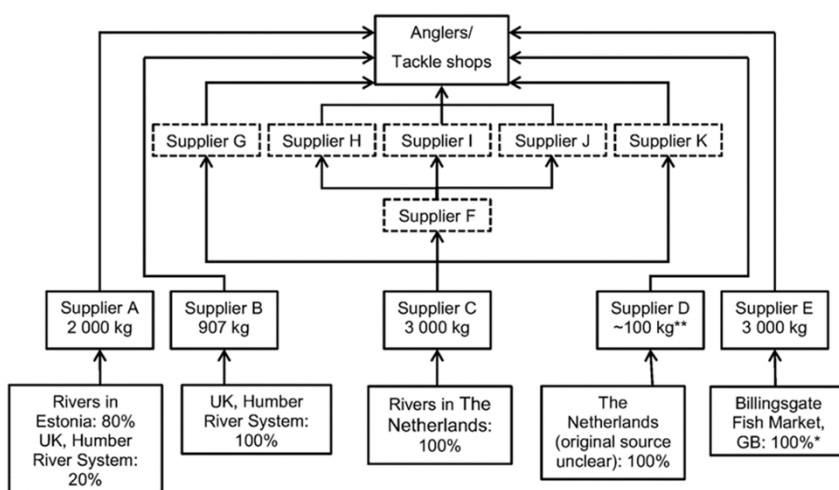 Anglers/
Tackle shops
Supplier G
Supplier H
Supplier I
Supplier J
Supplier K
Supplier F
Supplier A
2 000 kg
Supplier B
907 kg
Supplier C
3 000 kg
Supplier D
~100 kg**
Supplier E
3 000 kg
Rivers in
Estonia: 80%
UK, Humber
River System:
20%
UK, Humber
River System:
100%
Rivers in The
Netherlands:
100%
The
Netherlands
(original source
unclear): 100%
Billingsgate
Fish Market,
GB: 100%*